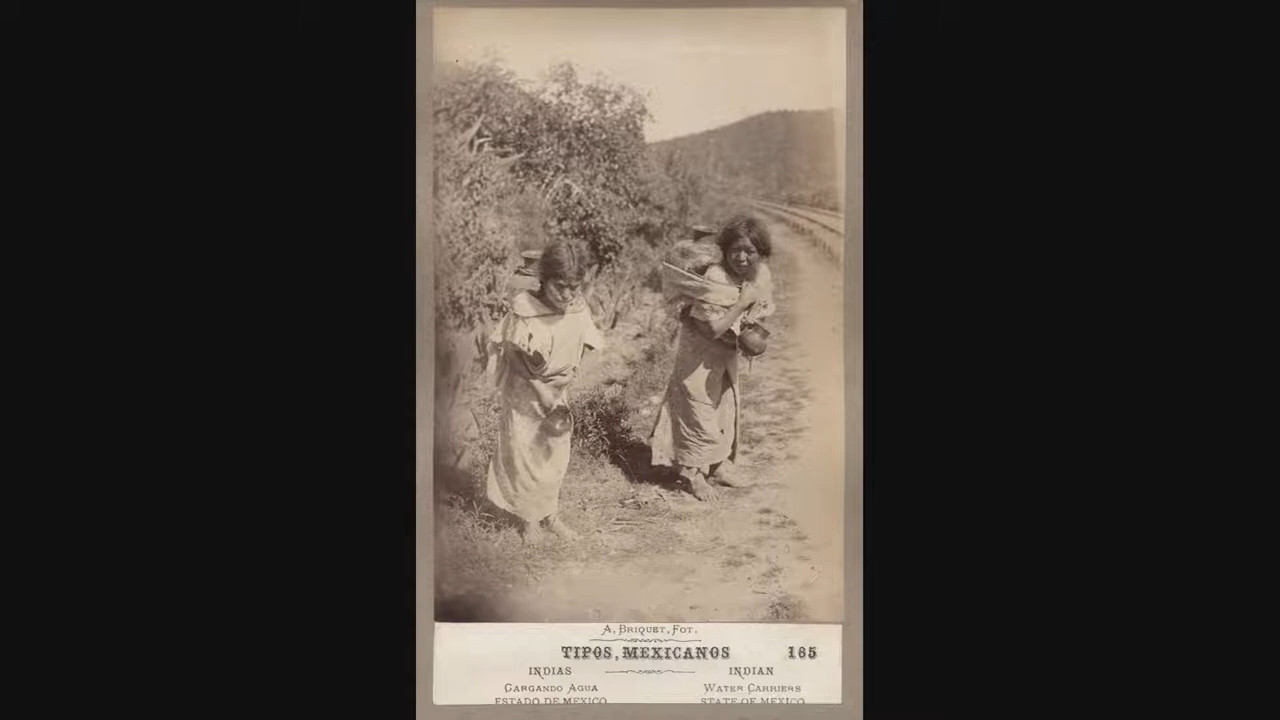 A. BRIQUET, FOT.
TIPOS, MEXICANOS 165
INDIAS INDIAN
CARGANDO AGUA WATER CARRIERS
ESTADO DE MEXICO STATE OF MEXICO